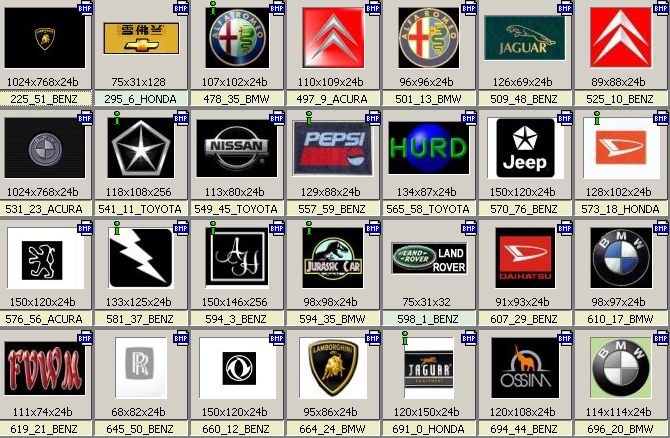 BMP BMP BMP BMP BMP BMP BMP
ALFA ROMEO
ALFA ROMEO
JAGUAR
1024x768x24b 75x31x128 107x102x24b 110x109x24b 96x96x24b 126x69x24b 89x88x24b
225_51_BENZ 295_6_HONDA 478_35_BMW 497_9_ACURA 501_13_BMW 509_48_BENZ 525_10_BENZ
BMP BMP BMP BMP BMP BMP BMP
NISSAN
PEPSI
HURD
Jeep
1024x768x24b 118x108x256 113x80x24b 129x88x24b 134x87x24b 150x120x24b 128x102x24b
531_23_ACURA 541_11_TOYOTA 549_45_TOYOTA 557_59_BENZ 565_58_TOYOTA 570_76_BENZ 573_18_HONDA
BMP BMP BMP BMP BMP BMP BMP
AH
JURASSIC CAR
LAND
ROVER
LAND ROVER
DAIHATSU
BMW
150x120x24b 133x125x24b 150x146x256 98x98x24b 75x31x32 91x93x24b 98x97x24b
576_56_ACURA 581_37_BENZ 594_3_BENZ 594_35_BMW 598_1_BENZ 607_29_BENZ 610_17_BMW
BMP BMP BMP BMP BMP BMP BMP
FVWM
RR
LAMBORGHINI
JAGUAR
EQUIPMENT
OSSIM
BMW
111x74x24b 68x82x24b 150x120x24b 95x86x24b 120x150x24b 120x108x24b 114x114x24b
619_21_BENZ 645_50_BENZ 660_12_BENZ 664_24_BMW 691_0_HONDA 694_44_BENZ 696_20_BMW